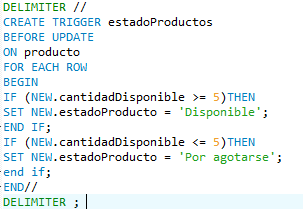 DELIMITER //
CREATE TRIGGER estadoProductos
BEFORE UPDATE
ON producto
FOR EACH ROW
BEGIN
IF (NEW.cantidadDisponible >= 5)THEN
SET NEW.estadoProducto = 'Disponible';
END IF;
IF (NEW.cantidadDisponible <= 5)THEN
SET NEW.estadoProducto = 'Por agotarse';
end if;
END//
DELIMITER ;